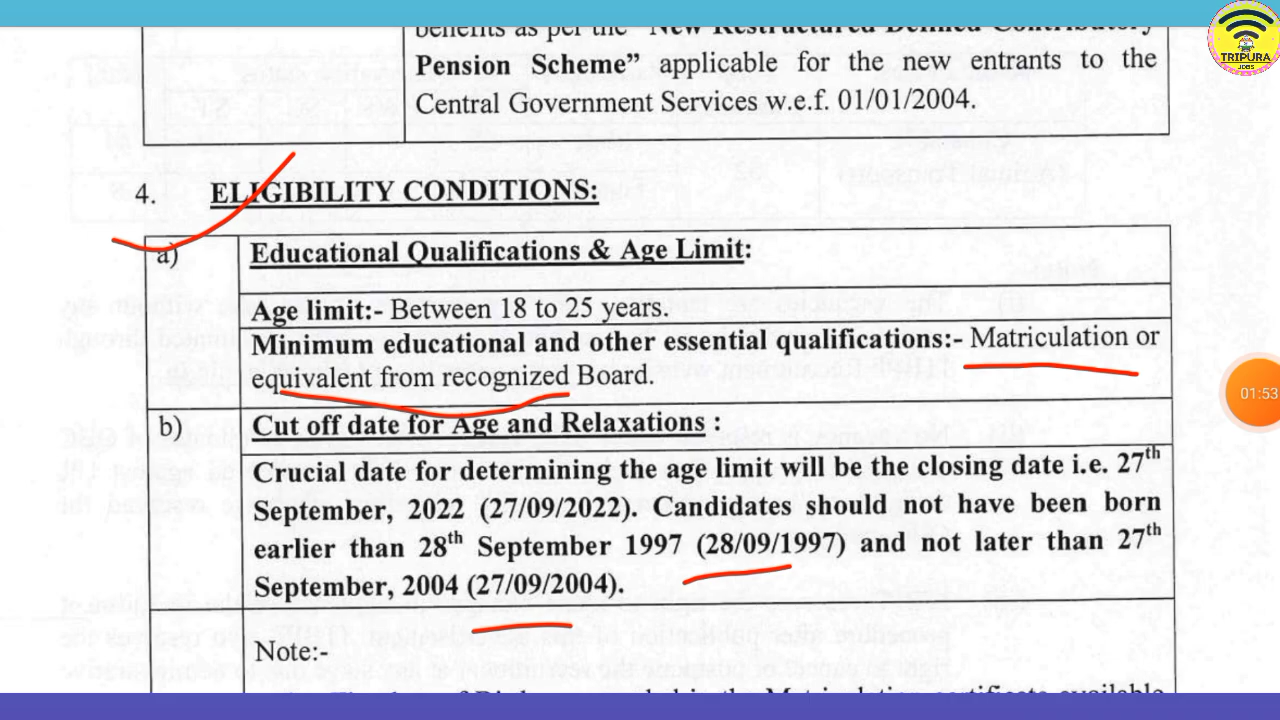 benefits as per the "New Restructured Defined Contributory
Pension Scheme" applicable for the new entrants to the
Central Government Services w.e.f. 01/01/2004.
4. ELIGIBILITY CONDITIONS:
a) Educational Qualifications & Age Limit:
Age limit:- Between 18 to 25 years.
Minimum educational and other essential qualifications:- Matriculation or
equivalent from recognized Board.
b) Cut off date for Age and Relaxations :
Crucial date for determining the age limit will be the closing date i.e. 27th
September, 2022 (27/09/2022). Candidates should not have been born
earlier than 28th September 1997 (28/09/1997) and not later than 27th
September, 2004 (27/09/2004).
Note:-
TRIPURA
JOBS
01:53